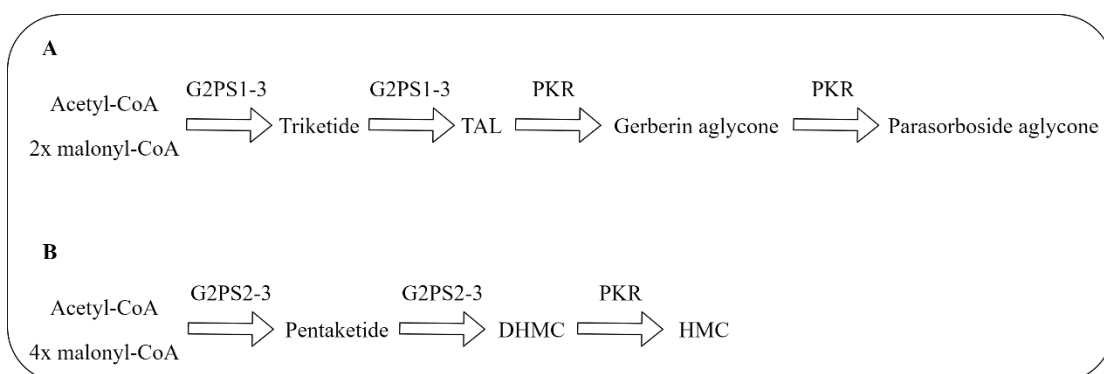 A
G2PS1-3 G2PS1-3 PKR PKR
Acetyl-CoA
Triketide TAL Gerberin aglycone Parasorboside aglycone
2x malonyl-CoA
B
G2PS2-3 G2PS2-3 PKR
Acetyl-CoA
Pentaketide DHMC HMC
4x malonyl-CoA